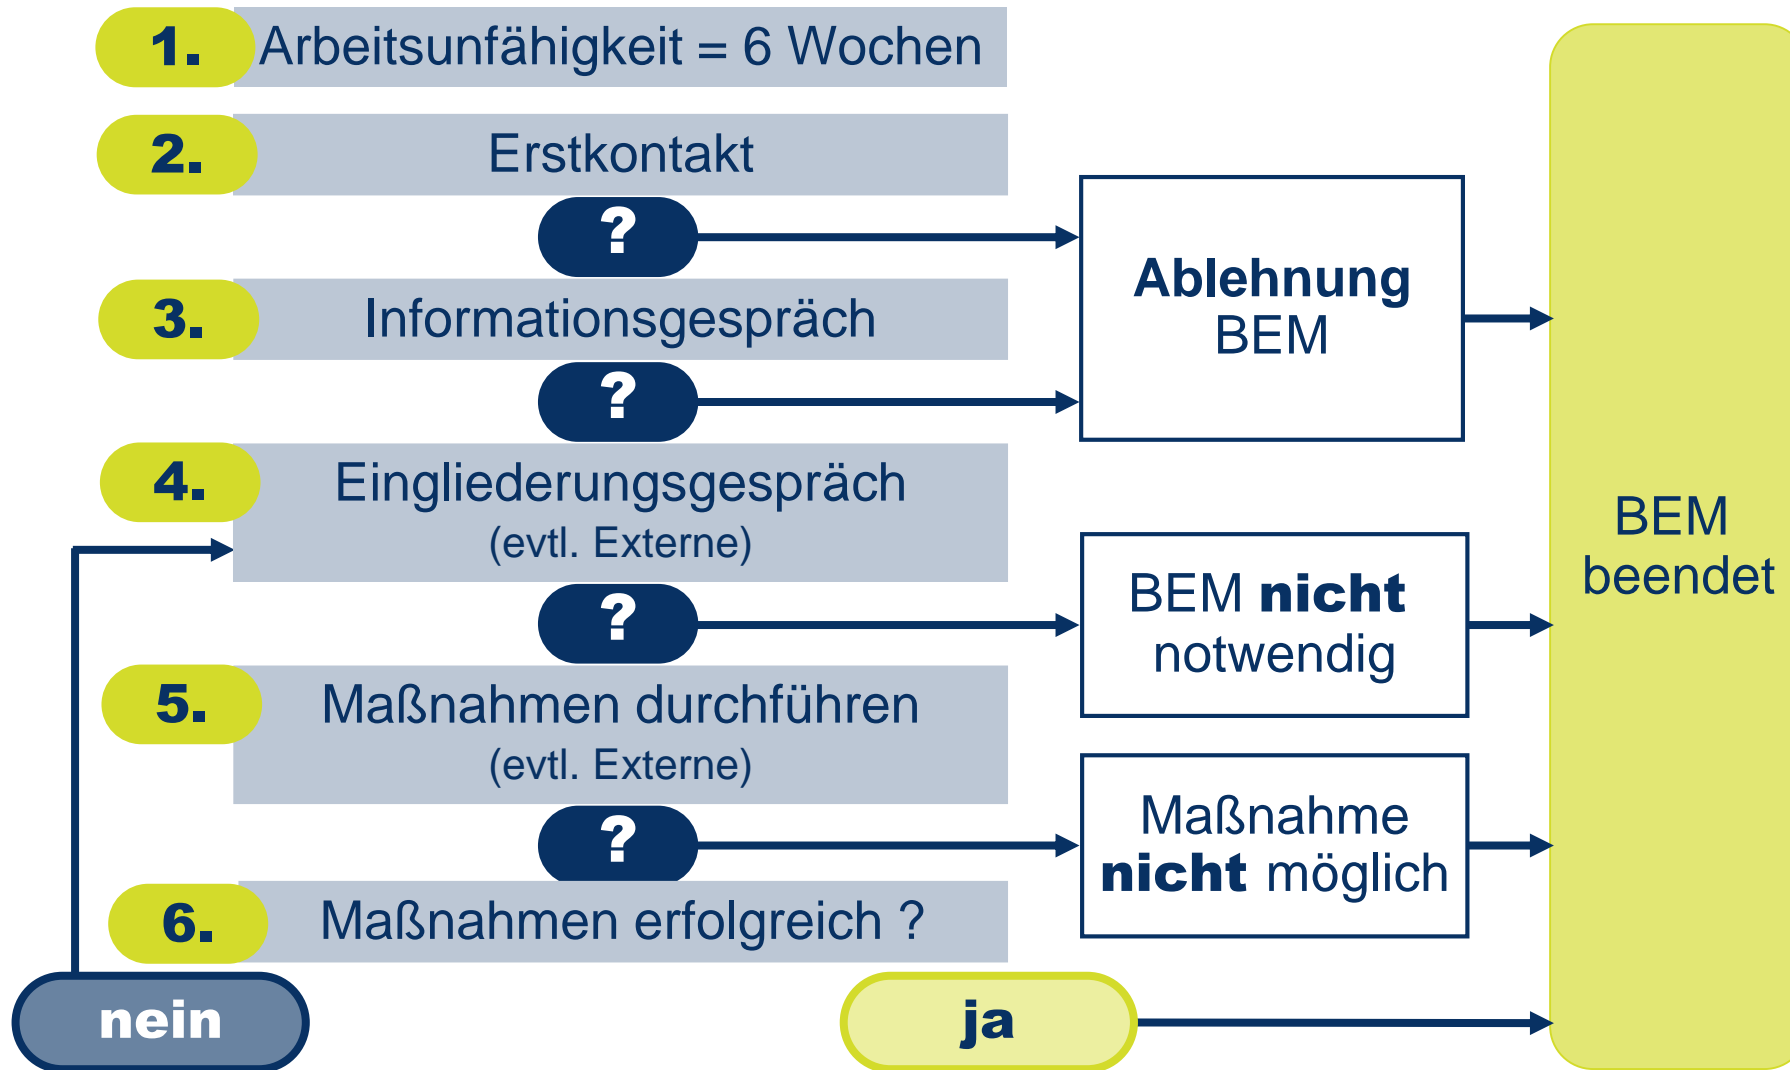 1. Arbeitsunfähigkeit = 6 Wochen
2. Erstkontakt
?
3. Informationsgespräch
?
Ablehnung
BEM
4. Eingliederungsgespräch
(evtl. Externe)
?
BEM nicht
notwendig
5. Maßnahmen durchführen
(evtl. Externe)
?
Maßnahme
nicht möglich
6. Maßnahmen erfolgreich ?
nein
ja
BEM
beendet